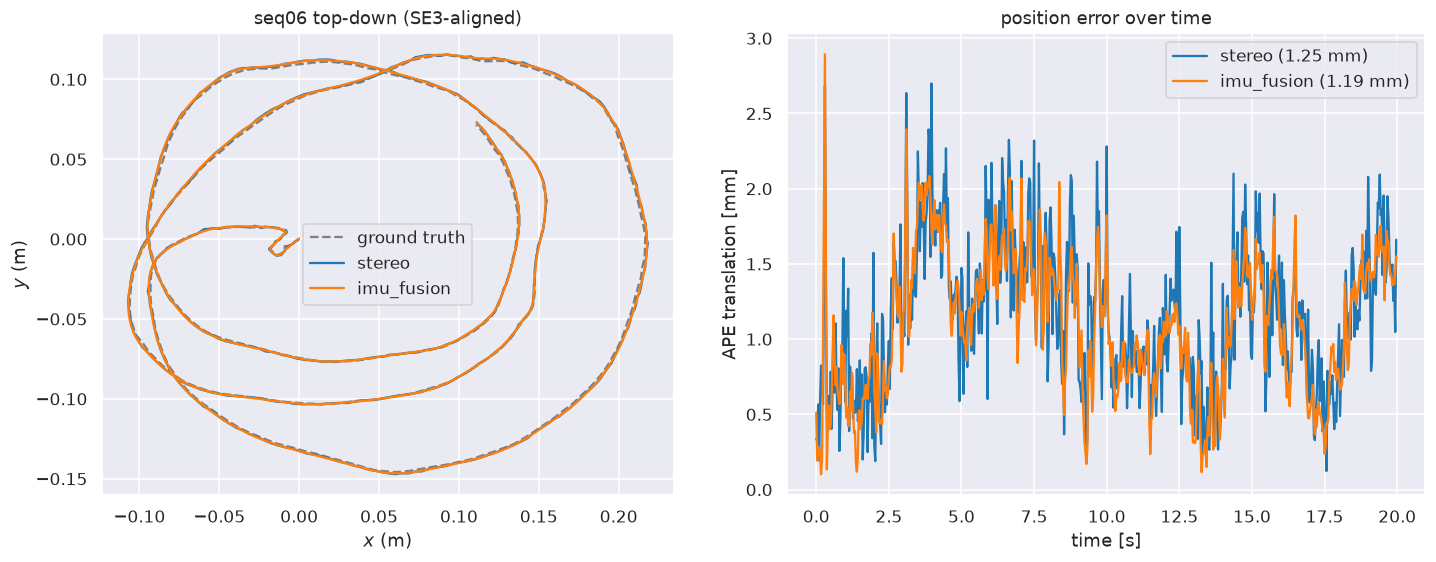 seq06 top-down (SE3-aligned)
0.10
0.05
0.00
−0.05
−0.10
−0.15
y (m)
ground truth
stereo
imu_fusion
−0.10
−0.05
0.00
0.05
0.10
0.15
0.20
x (m)
position error over time
3.0
2.5
2.0
1.5
1.0
0.5
0.0
APE translation [mm]
stereo (1.25 mm)
imu_fusion (1.19 mm)
0.0
2.5
5.0
7.5
10.0
12.5
15.0
17.5
20.0
time [s]